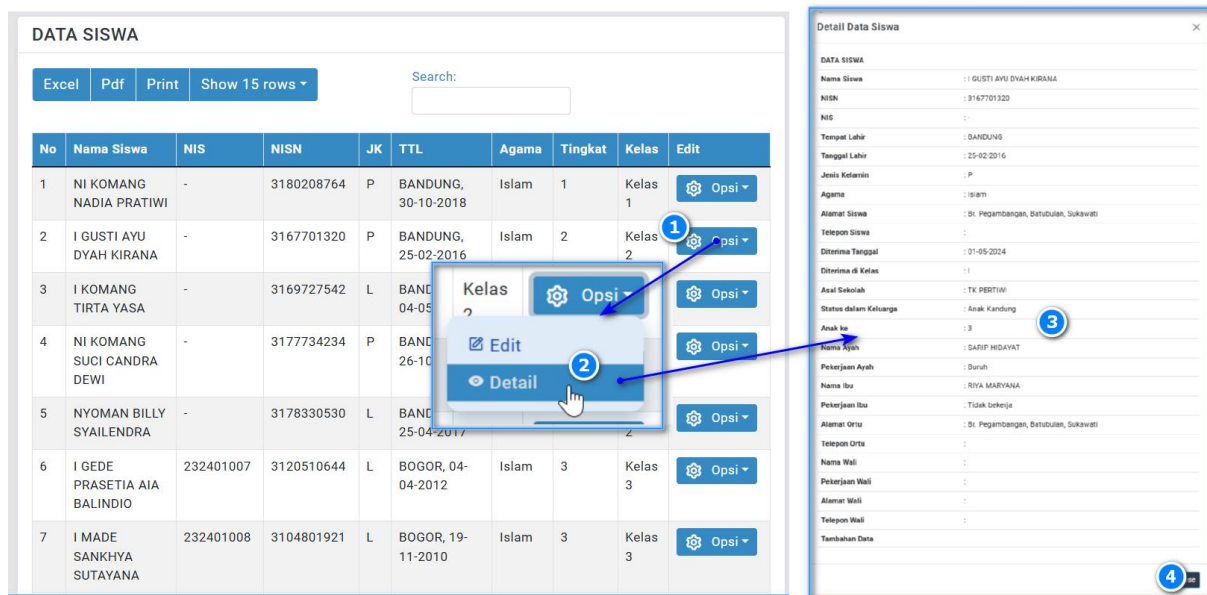 DATA SISWA
Excel Pdf Print Show 15 rows
Search:
No Nama Siswa NIS NISN JK TTL Agama Tingkat Kelas Edit
1 NI KOMANG - 3180208764 P BANDUNG, Islam 1 Kelas Opsi
NADIA PRATIWI 30-10-2018 1
2 I GUSTI AYU - 3167701320 P BANDUNG, Islam 2 Kelas Opsi
DYAH KIRANA 25-02-2016 2
3 I KOMANG - 3169727542 L Opsi
TIRTA YASA
4 NI KOMANG - 3177734234 P Opsi
SUCI CANDRA
DEWI
5 NYOMAN BILLY - 3178330530 L Opsi
SYAILENDRA 25-04-2017 2
6 I GEDE 232401007 3120510644 L BOGOR, 04- Islam 3 Kelas Opsi
PRASETIA AIA 04-2012 3
BALINDIO
7 I MADE 232401008 3104801921 L BOGOR, 19- Islam 3 Kelas Opsi
SANKHYA 11-2010 3
SUTAYANA
1
Kelas Opsi
2
Edit
Detail
2
Detail Data Siswa ×
DATA SISWA
Nama Siswa : I GUSTI AYU DYAH KIRANA
NISN : 3167701320
NIS : -
Tempat Lahir : BANDUNG
Tanggal Lahir : 25-02-2016
Jenis Kelamin : P
Agama : Islam
Alamat Siswa : Br. Pegambangan, Batubulan, Sukawati
Telepon Siswa :
Diterima Tanggal : 01-05-2024
Diterima di Kelas : I
Asal Sekolah : TK PERTIWI
Status dalam Keluarga : Anak Kandung
Anak ke : 3
3
Nama Ayah : SARIP HIDAYAT
Pekerjaan Ayah : Buruh
Nama Ibu : RIYA MARYANA
Pekerjaan Ibu : Tidak bekerja
Alamat Ortu : Br. Pegambangan, Batubulan, Sukawati
Telepon Ortu :
Nama Wali :
Pekerjaan Wali :
Alamat Wali :
Telepon Wali :
Tambahan Data
4